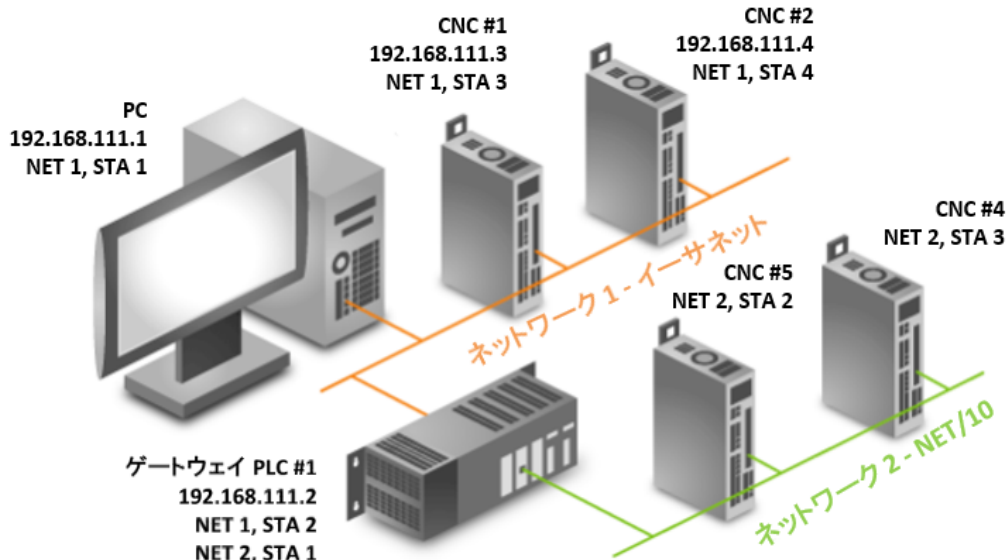 CNC #1
192.168.111.3
NET 1, STA 3
CNC #2
192.168.111.4
NET 1, STA 4
PC
192.168.111.1
NET 1, STA 1
CNC #4
NET 2, STA 3
CNC #5
NET 2, STA 2
ネットワーク 1 - イーサネット
ゲートウェイ PLC #1
192.168.111.2
NET 1, STA 2
NET 2, STA 1
ネットワーク 2 - NET/10